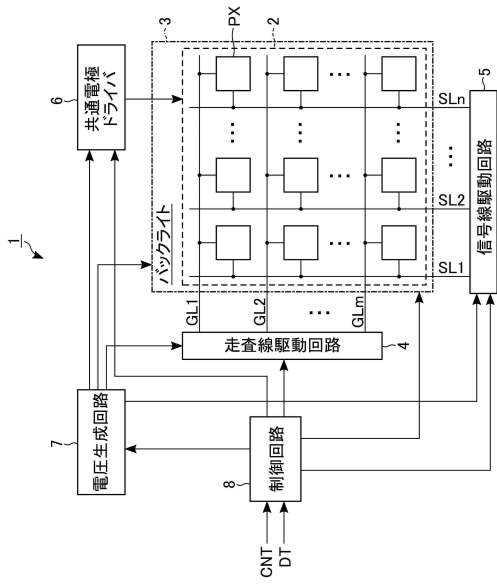 1
3
2
PX
6
共通電極
ドライバ
バックライト
SLn
SL2
SL1
5
信号線駆動回路
GL1
GL2
GLm
走査線駆動回路
4
7
電圧生成回路
8
制御回路
CNT
DT